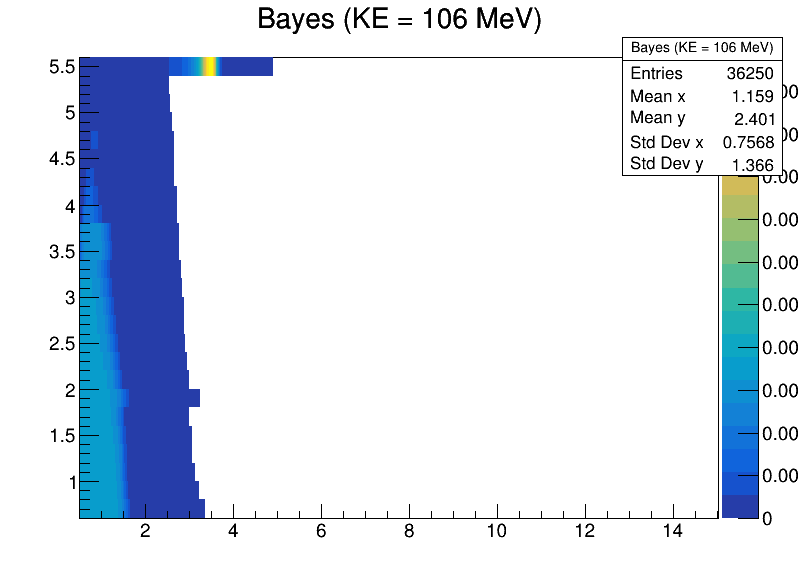 Bayes (KE = 106 MeV)
Bayes (KE = 106 MeV)
Entries 36250
Mean x 1.159
Mean y 2.401
Std Dev x 0.7568
Std Dev y 1.366
5.5
5
4.5
4
3.5
3
2.5
2
1.5
1
2 4 6 8 10 12 14
00
00
0.00
0.00
0.00
0.00
0.00
0.00
0.00
0.00
0